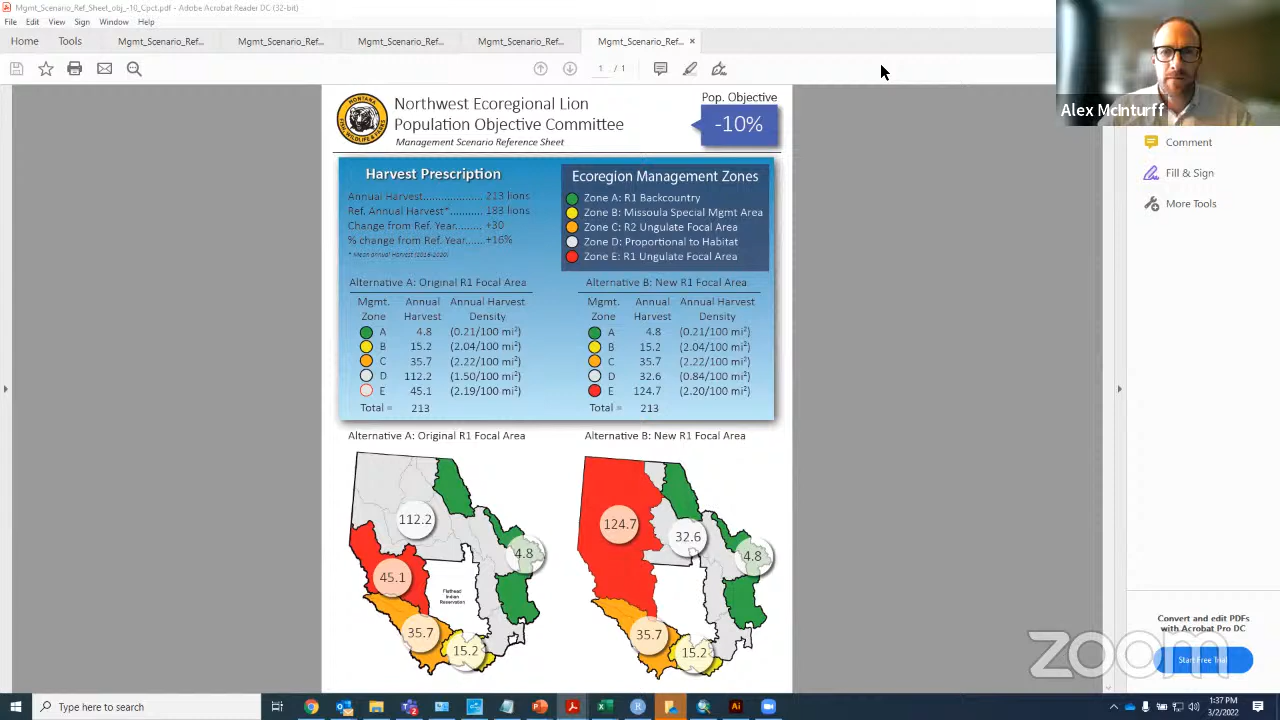 Mgmt_Scenario_Ref_Sheet_obj_-10_Cpct.pdf - Adobe Acrobat Reader DC (32-bit)
File Edit View Sign Window Help
Home Tools Mgmt_Scenario_Ref... Mgmt_Scenario_Ref... Mgmt_Scenario_Ref... Mgmt_Scenario_Ref... Mgmt_Scenario_Ref... ×
1 / 1
Alex McInturff
Comment
Fill & Sign
More Tools
Northwest Ecoregional Lion
Population Objective Committee
Management Scenario Reference Sheet
Pop. Objective
-10%
Harvest Prescription
Annual Harvest................ 213 lions
Ref. Annual Harvest*......... 183 lions
Change from Ref. Year....... +30
% change from Ref. Year.....+16%
* Mean annual Harvest (2016-2020)
Ecoregion Management Zones
Zone A: R1 Backcountry
Zone B: Missoula Special Mgmt Area
Zone C: R2 Ungulate Focal Area
Zone D: Proportional to Habitat
Zone E: R1 Ungulate Focal Area
Alternative A: Original R1 Focal Area
Mgmt. Annual Annual Harvest
Zone Harvest Density
A 4.8 (0.21/100 mi²)
B 15.2 (2.04/100 mi²)
C 35.7 (2.22/100 mi²)
D 112.2 (1.50/100 mi²)
E 45.1 (2.19/100 mi²)
Total = 213
Alternative B: New R1 Focal Area
Mgmt. Annual Annual Harvest
Zone Harvest Density
A 4.8 (0.21/100 mi²)
B 15.2 (2.04/100 mi²)
C 35.7 (2.22/100 mi²)
D 32.6 (0.84/100 mi²)
E 124.7 (2.20/100 mi²)
Total = 213
Alternative A: Original R1 Focal Area
112.2
4.8
45.1
Flathead
Indian
Reservation
35.7
15.2
Alternative B: New R1 Focal Area
124.7
32.6
4.8
35.7
15.2
Convert and edit PDFs
with Acrobat Pro DC
Start Free Trial
zoom
Type here to search
1:37 PM
3/2/2022